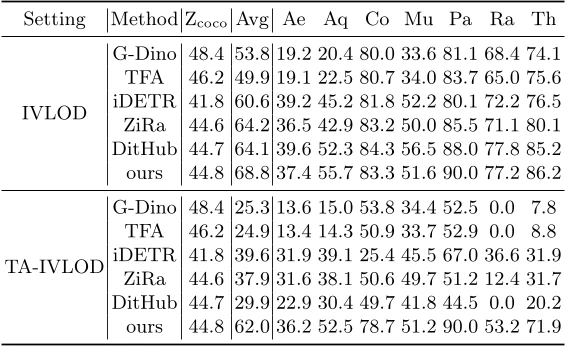 Setting Method Zcoco Avg Ae Aq Co Mu Pa Ra Th
G-Dino 48.4 53.8 19.2 20.4 80.0 33.6 81.1 68.4 74.1
TFA 46.2 49.9 19.1 22.5 80.7 34.0 83.7 65.0 75.6
iDETR 41.8 60.6 39.2 45.2 81.8 52.2 80.1 72.2 76.5
IVLOD ZiRa 44.6 64.2 36.5 42.9 83.2 50.0 85.5 71.1 80.1
DitHub 44.7 64.1 39.6 52.3 84.3 56.5 88.0 77.8 85.2
ours 44.8 68.8 37.4 55.7 83.3 51.6 90.0 77.2 86.2
G-Dino 48.4 25.3 13.6 15.0 53.8 34.4 52.5 0.0 7.8
TFA 46.2 24.9 13.4 14.3 50.9 33.7 52.9 0.0 8.8
iDETR 41.8 39.6 31.9 39.1 25.4 45.5 67.0 36.6 31.9
TA-IVLOD ZiRa 44.6 37.9 31.6 38.1 50.6 49.7 51.2 12.4 31.7
DitHub 44.7 29.9 22.9 30.4 49.7 41.8 44.5 0.0 20.2
ours 44.8 62.0 36.2 52.5 78.7 51.2 90.0 53.2 71.9